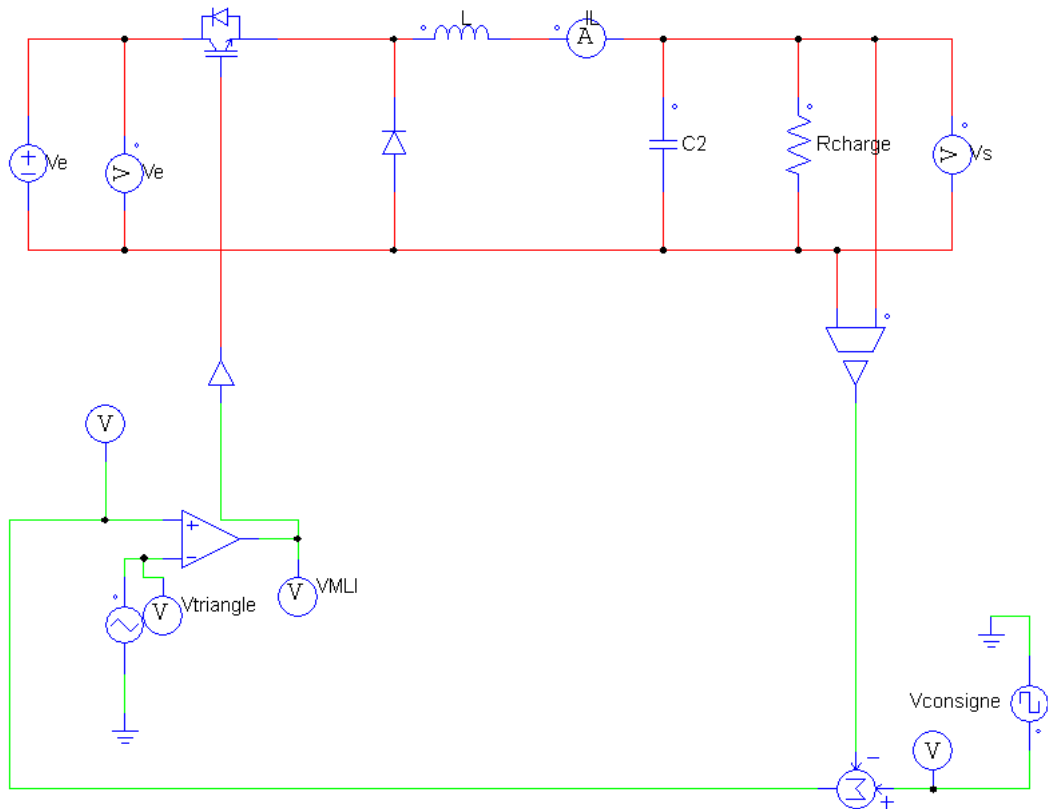 L
IL
A
Ve
V
Ve
C2
Rcharge
V
Vs
V
V
Vtriangle
V
VMLI
Vconsigne
V
Σ